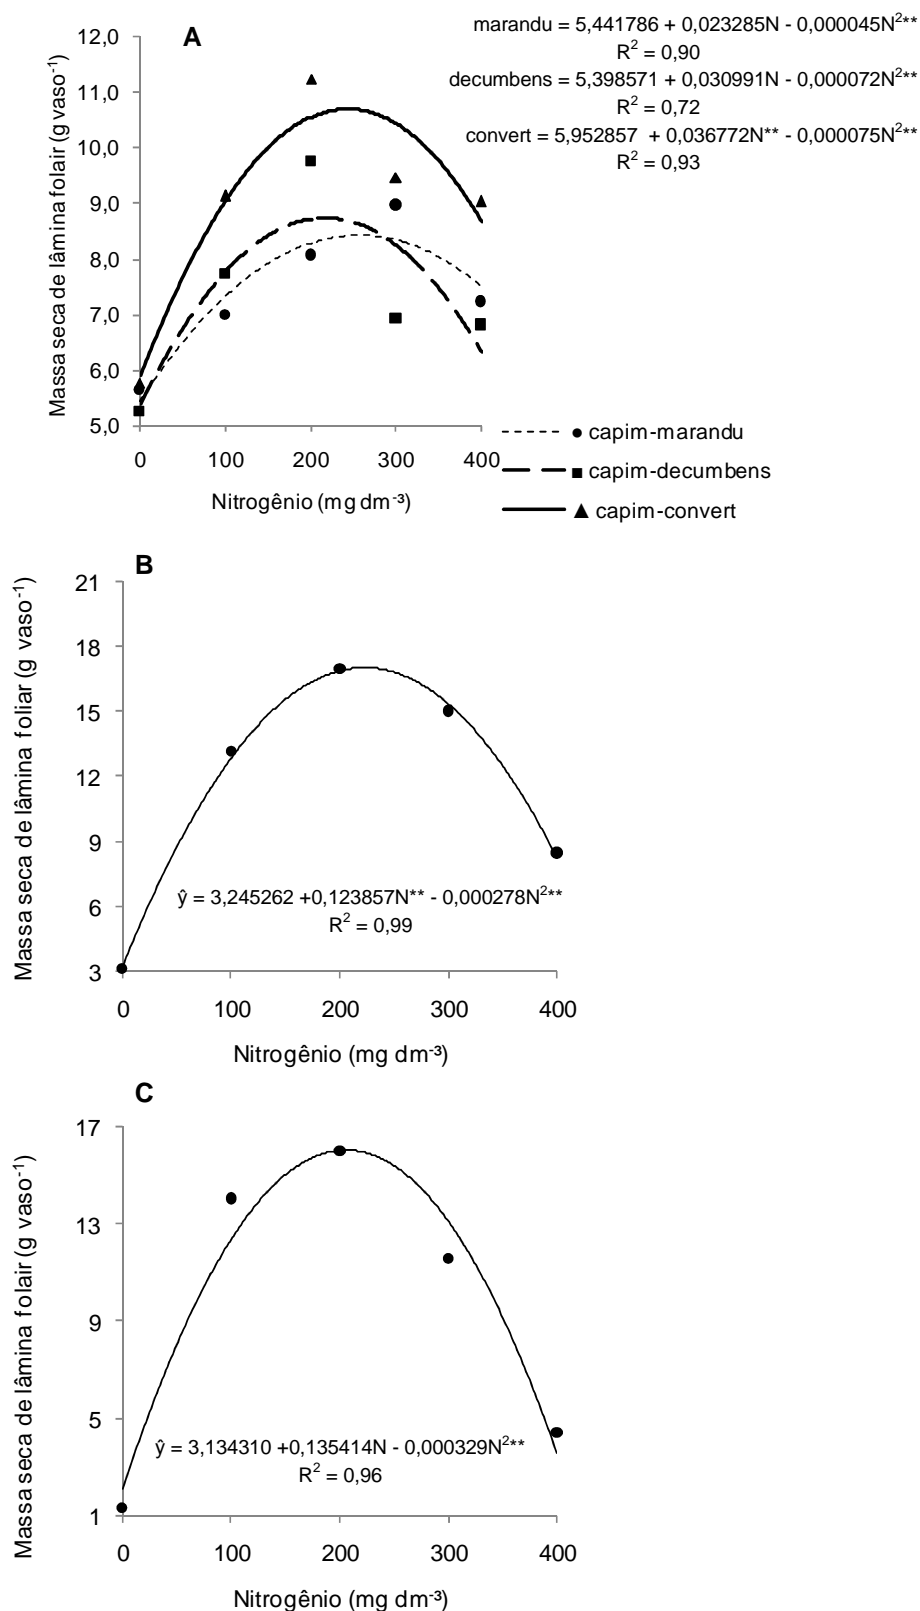 A
marandu = 5,441786 + 0,023285N - 0,000045N²**
R² = 0,90
decumbens = 5,398571 + 0,030991N - 0,000072N²**
R² = 0,72
convert = 5,952857 + 0,036772N** - 0,000075N²**
R² = 0,93
Massa seca de lâmina folair (g vaso⁻¹)
12,0
11,0
10,0
9,0
8,0
7,0
6,0
5,0
0 100 200 300 400
Nitrogênio (mg dm⁻³)
capim-marandu
capim-decumbens
capim-convert
B
Massa seca de lâmina foliar (g vaso⁻¹)
21
18
15
12
9
6
3
ŷ = 3,245262 +0,123857N** - 0,000278N²**
R² = 0,99
0 100 200 300 400
Nitrogênio (mg dm⁻³)
C
Massa seca de lâmina folair (g vaso⁻¹)
17
13
9
5
1
ŷ = 3,134310 +0,135414N - 0,000329N²**
R² = 0,96
0 100 200 300 400
Nitrogênio (mg dm⁻³)